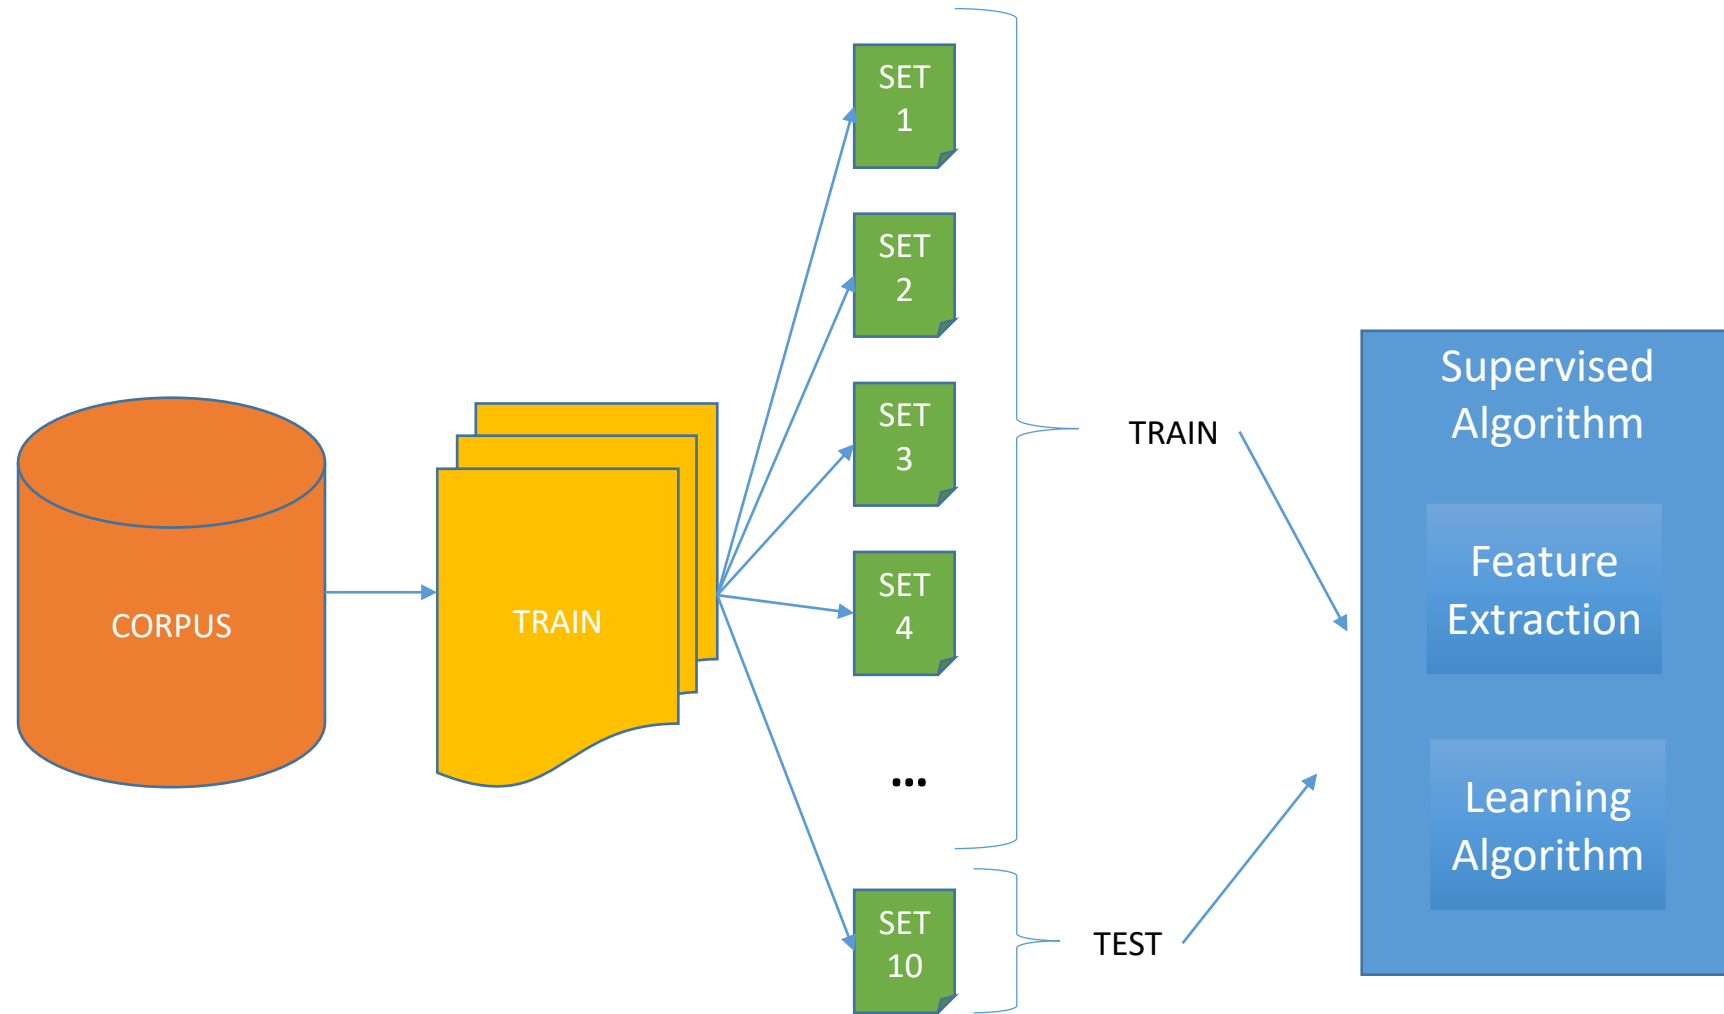 CORPUS
TRAIN
SET
1
SET
2
SET
3
SET
4
...
SET
10
TRAIN
TEST
Supervised
Algorithm
Feature
Extraction
Learning
Algorithm